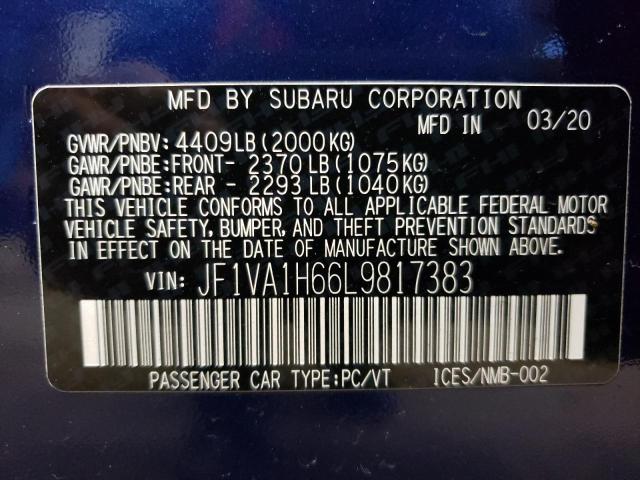 MFD BY SUBARU CORPORATION
MFD IN 03/20
GVWR/PNBV: 4409LB(2000KG)
GAWR/PNBE:FRONT- 2370LB(1075KG)
GAWR/PNBE:REAR - 2293LB(1040KG)
THIS VEHICLE CONFORMS TO ALL APPLICABLE FEDERAL MOTOR
VEHICLE SAFETY, BUMPER, AND THEFT PREVENTION STANDARDS
IN EFFECT ON THE DATE OF MANUFACTURE SHOWN ABOVE.
VIN: JF1VA1H66L9817383
PASSENGER CAR TYPE:PC/VT ICES/NMB-002